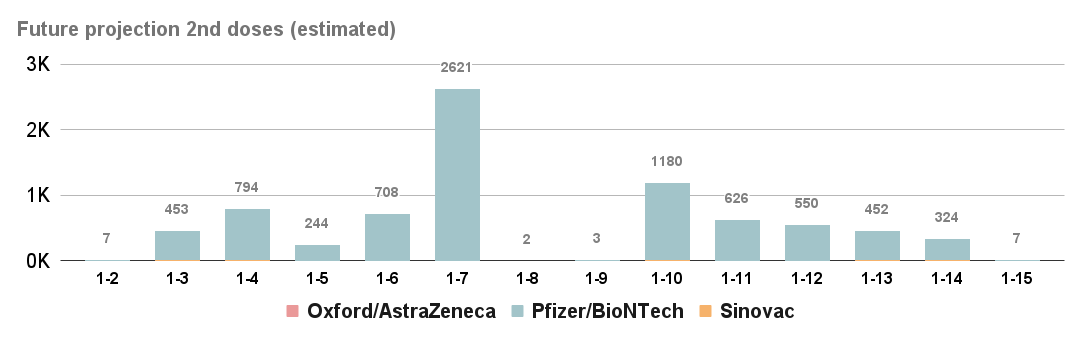 Future projection 2nd doses (estimated)
3K
2621
2K
1180
1K
794
708
626
550
453
452
324
244
7
2
3
7
0K
1-2 1-3 1-4 1-5 1-6 1-7 1-8 1-9 1-10 1-11 1-12 1-13 1-14 1-15
Oxford/AstraZeneca Pfizer/BioNTech Sinovac